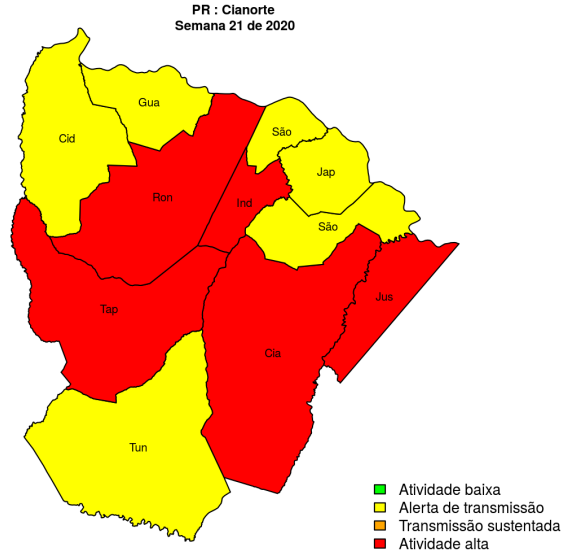 PR : Cianorte
Semana 21 de 2020
Gua
São
Cid
Jap
Ron
Ind
São
Jus
Tap
Cia
Tun
Atividade baixa
Alerta de transmissão
Transmissão sustentada
Atividade alta